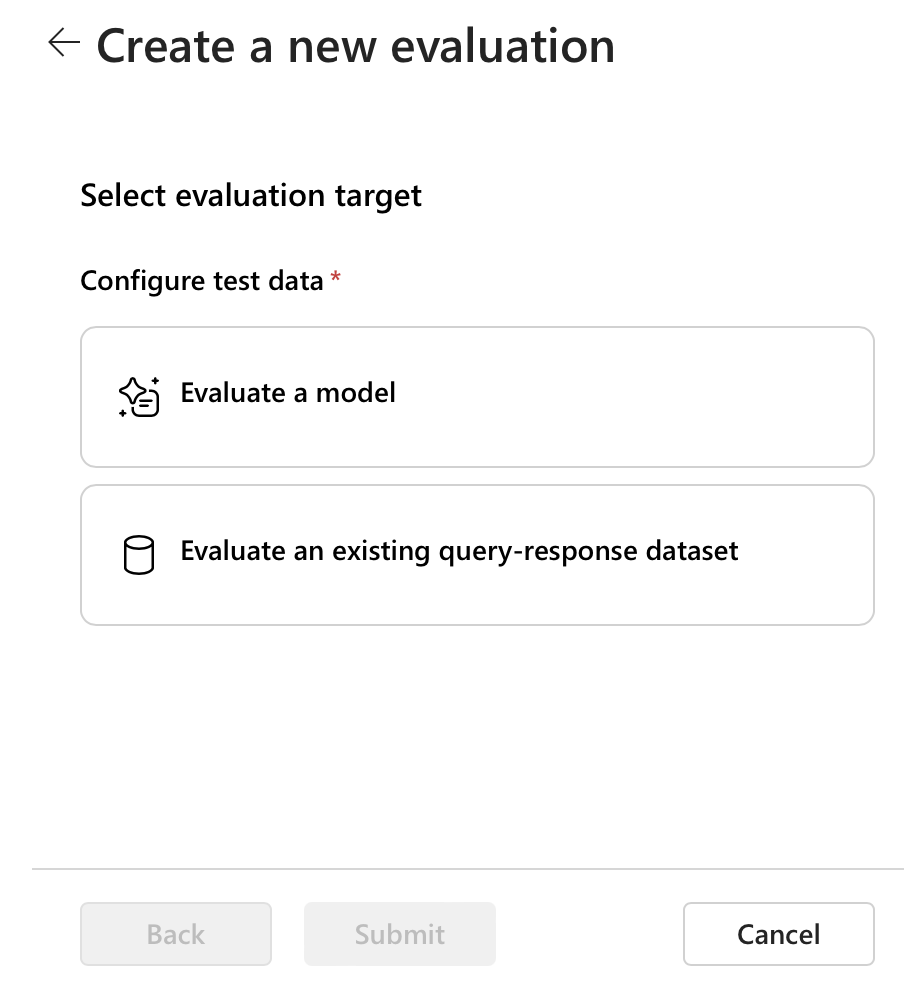 Create a new evaluation
Select evaluation target
Configure test data *
Evaluate a model
Evaluate an existing query-response dataset
Back
Submit
Cancel